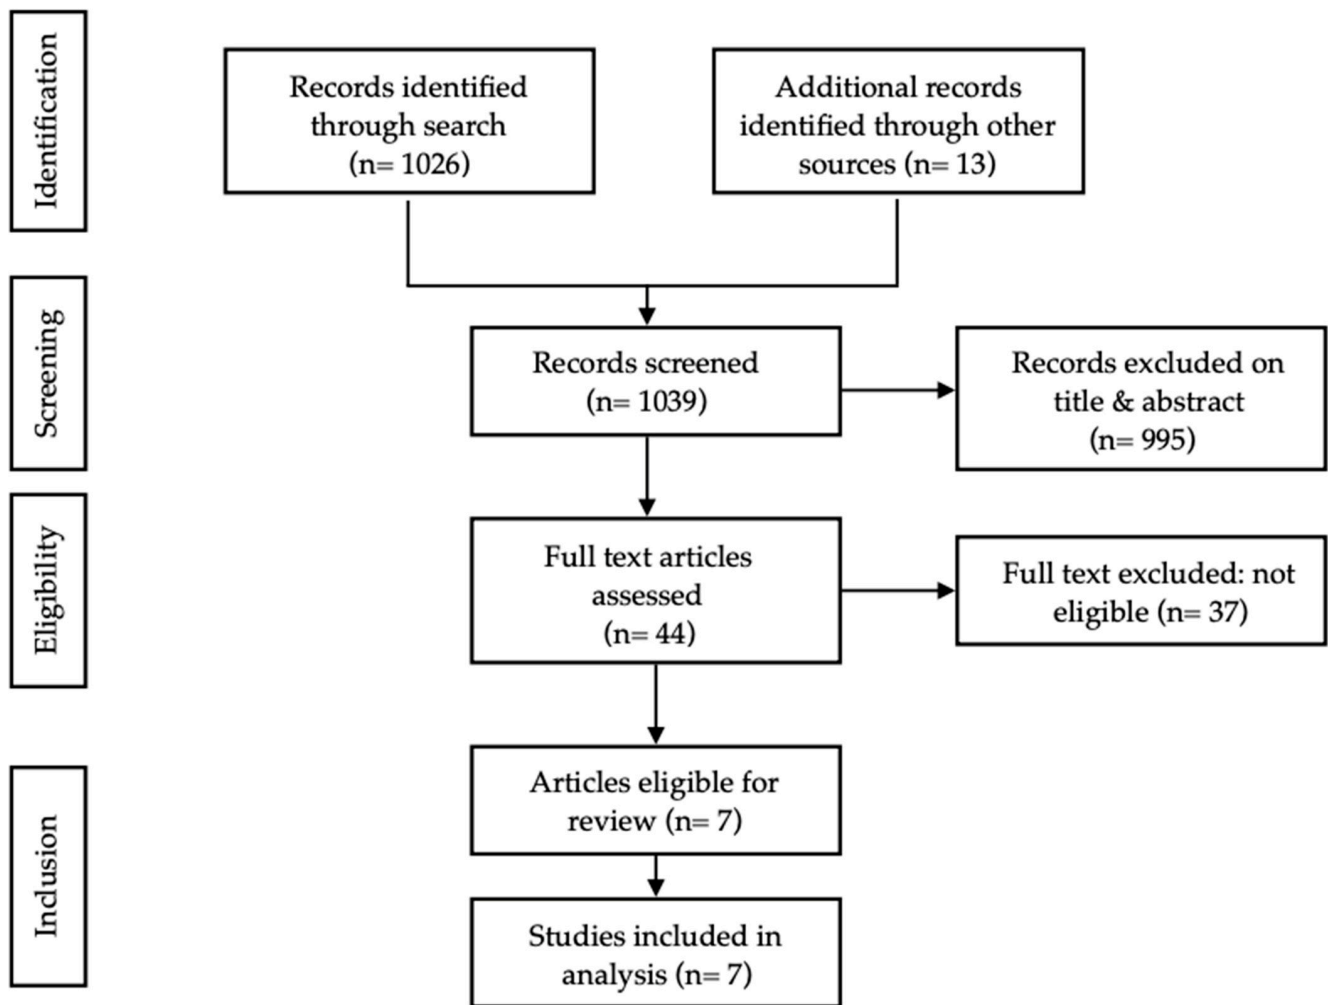 Identification
Records identified
through search
(n= 1026)
Additional records
identified through other
sources (n= 13)
Screening
Records screened
(n= 1039)
Records excluded on
title & abstract
(n= 995)
Eligibility
Full text articles
assessed
(n= 44)
Full text excluded: not
eligible (n= 37)
Inclusion
Articles eligible for
review (n= 7)
Studies included in
analysis (n= 7)